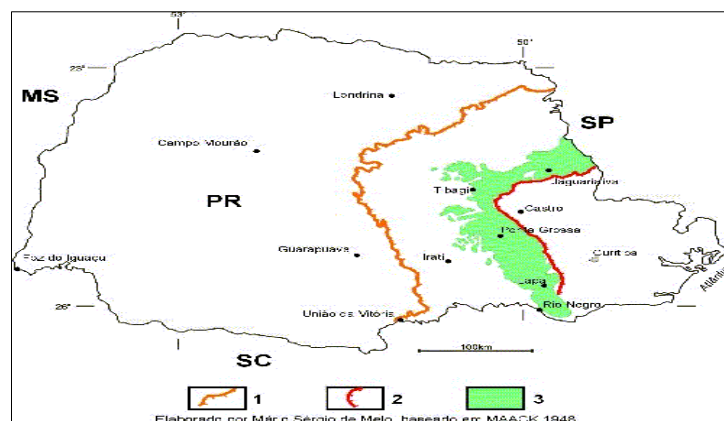 53°
50°
23°
MS
Londrina
SP
Campo Mourão
Tibagi
Jaguariaíva
PR
Castro
Ponta Grossa
Guarapuava
Irati
Curitiba
Foz do Iguaçu
Lapa
26°
União da Vitória
Rio Negro
SC
100km
1
2
3
Elaborado por Mário Sérgio de Melo, baseado em MAACK 1948